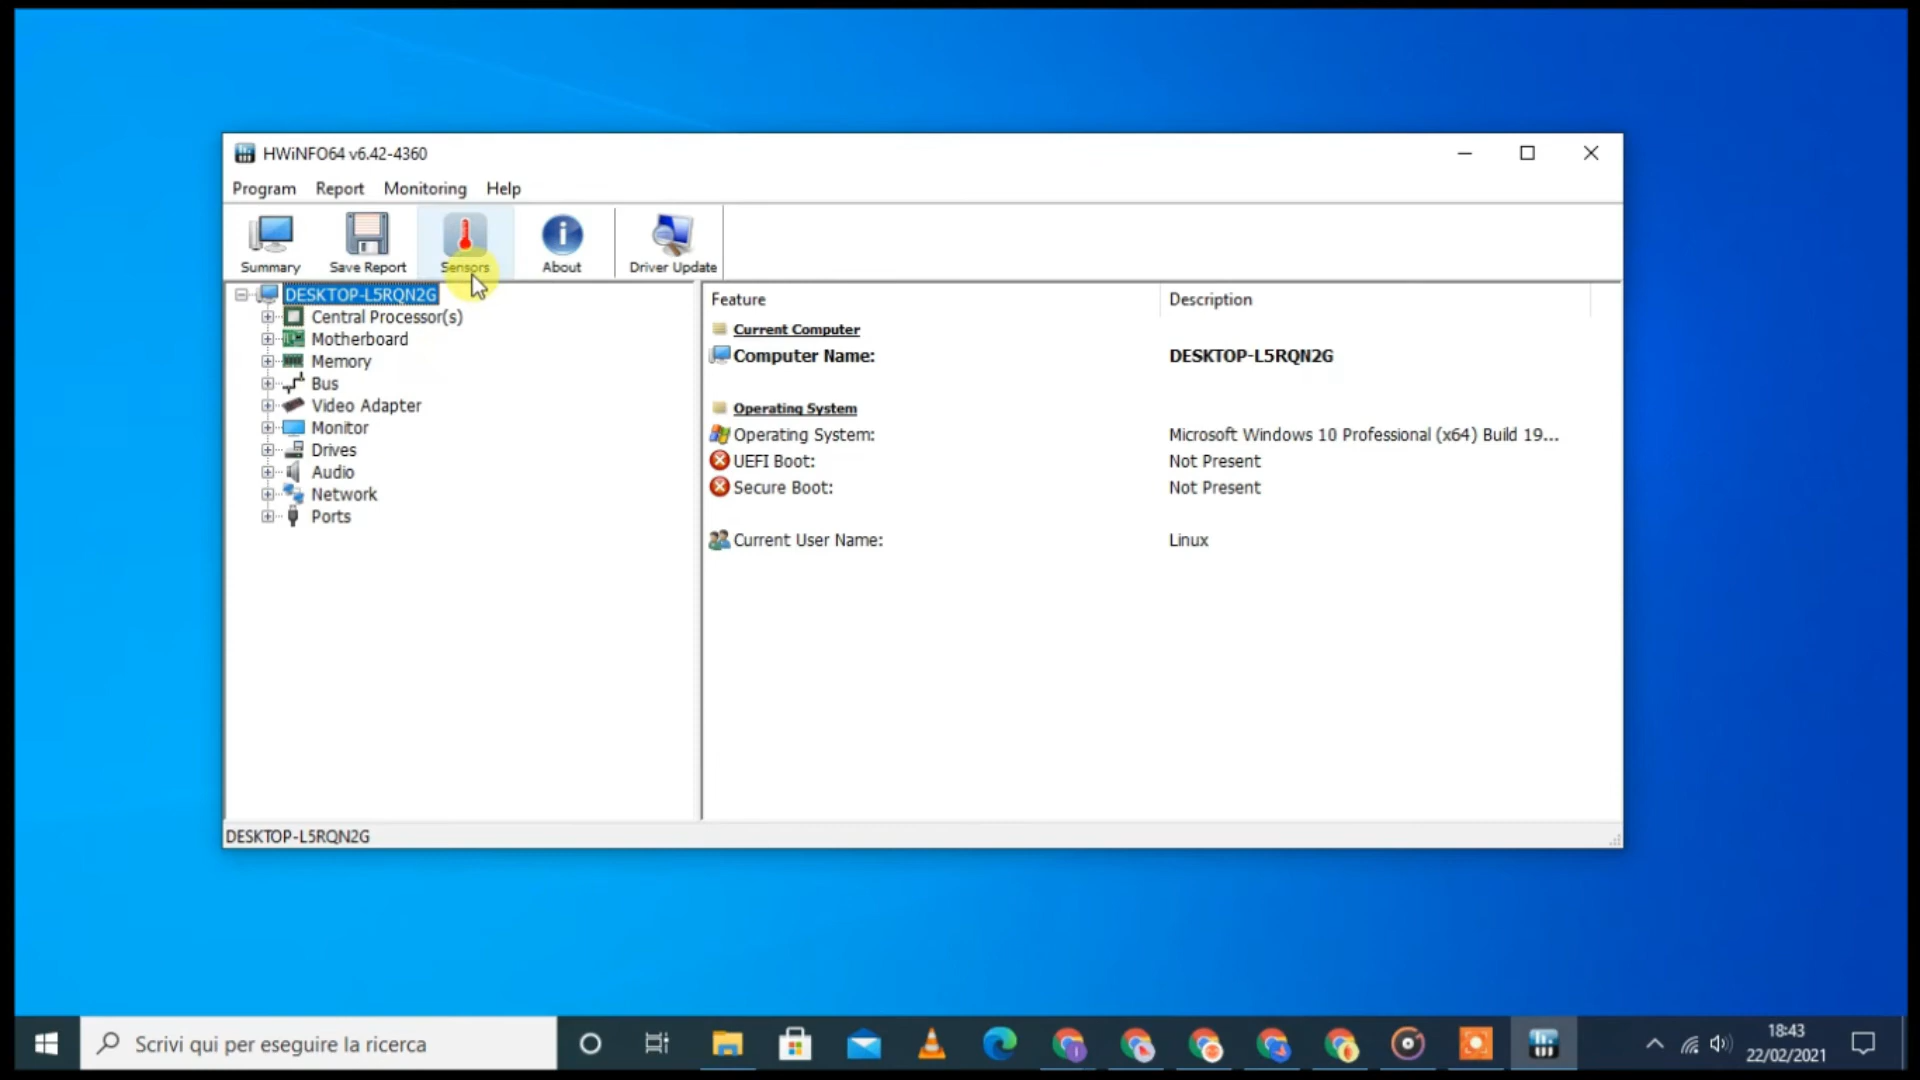 HWiNFO64 v6.42-4360
Program Report Monitoring Help
Summary Save Report Sensors About Driver Update
DESKTOP-L5RQN2G
Central Processor(s)
Motherboard
Memory
Bus
Video Adapter
Monitor
Drives
Audio
Network
Ports
Feature Description
Current Computer
Computer Name: DESKTOP-L5RQN2G
Operating System
Operating System: Microsoft Windows 10 Professional (x64) Build 19...
UEFI Boot: Not Present
Secure Boot: Not Present
Current User Name: Linux
DESKTOP-L5RQN2G
Scrivi qui per eseguire la ricerca
18:43
22/02/2021